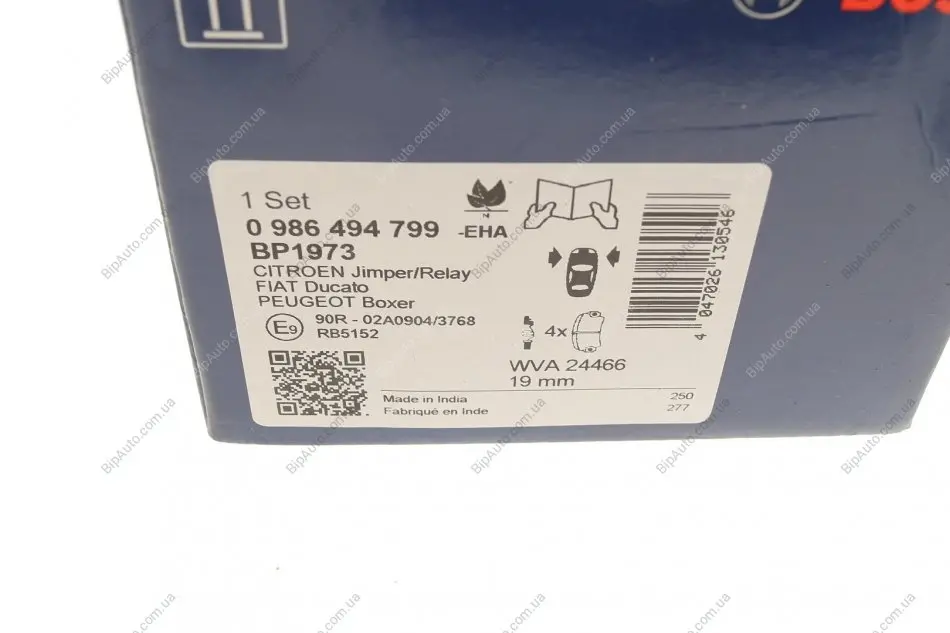 BOS
1 Set
0 986 494 799 -EHA
BP1973
CITROEN Jimper/Relay
FIAT Ducato
PEUGEOT Boxer
E9 90R - 02A0904/3768
RB5152
4x
WVA 24466
19 mm
Made in India
Fabriqué en Inde
250
277
4 047026 130546
BipAuto.com.ua